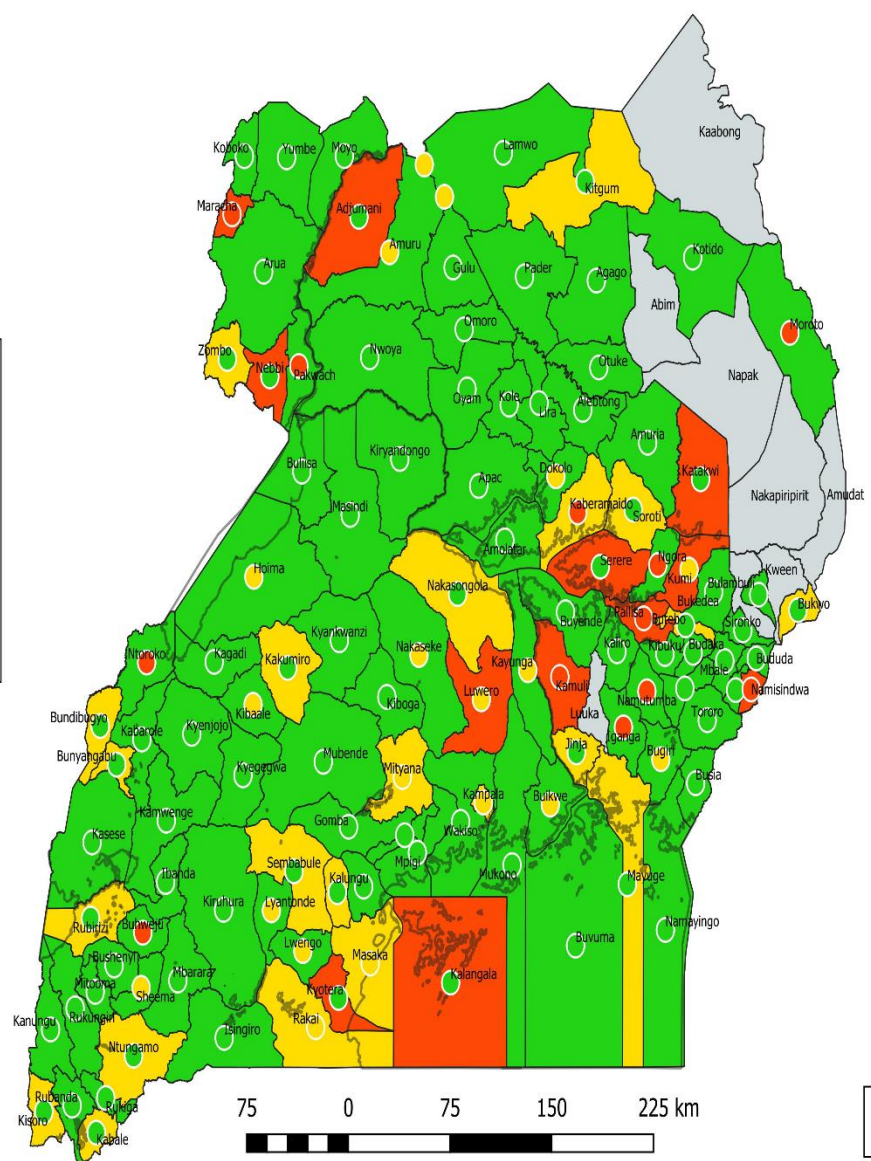 Kaabong
Koboko
Yumbe
Moyo
Lamwo
Kitgum
Maracha
Adjumani
Amuru
Arua
Gulu
Pader
Agago
Kotido
Abim
Moroto
Omoro
Zombo
Nebbi
Pakwach
Nwoya
Otuke
Napak
Oyam
Kole
Lira
Alebtong
Amuria
Kiryandongo
Buliisa
Apac
Dokolo
Katakwi
Kaberamaido
Soroti
Nakapiripirit
Amudat
Masindi
Amolatar
Serere
Ngora
Kumi
Kween
Hoima
Nakasongola
Bulambuli
Bukedea
Bukwo
Buyende
Pallisa
Butebo
Sironko
Kyankwanzi
Nakaseke
Kaliro
Kibuku
Budaka
Mbale
Bududa
Ntoroko
Kagadi
Kakumiro
Kayunga
Kamuli
Namutumba
Namisindwa
Kibaale
Kiboga
Luwero
Luuka
Iganga
Tororo
Bundibugyo
Kabarole
Kyenjojo
Bunyangabu
Mubende
Mityana
Jinja
Bugiri
Kyegegwa
Busia
Kampala
Buikwe
Kamwenge
Gomba
Wakiso
Kasese
Mpigi
Mukono
Ibanda
Sembabule
Kalungu
Mayuge
Kiruhura
Lyantonde
Rubirizi
Buhweju
Namayingo
Buvuma
Lwengo
Masaka
Bushenyi
Mbarara
Mitooma
Sheema
Kyotera
Kalangala
Rukungiri
Kanungu
Rakai
Isingiro
Ntungamo
Rubanda
Rukiga
Kisoro
Kabale
75 0 75 150 225 km